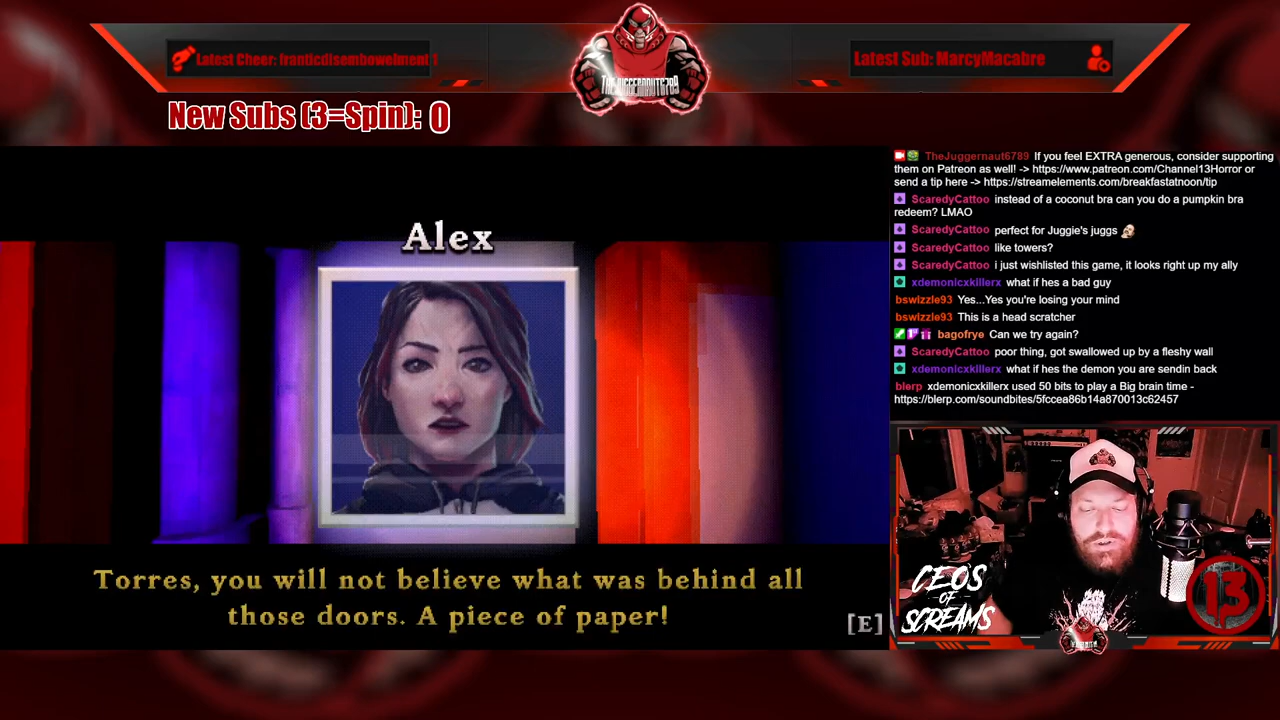 Latest Cheer: franticdisembowelment 1
THEJUGGERNAUT6789
Latest Sub: MarcyMacabre
New Subs (3=Spin): 0
TheJuggernaut6789 If you feel EXTRA generous, consider supporting
them on Patreon as well! -> https://www.patreon.com/Channel13Horror or
send a tip here -> https://streamelements.com/breakfastatnoon/tip
ScaredyCattoo instead of a coconut bra can you do a pumpkin bra
redeem? LMAO
ScaredyCattoo perfect for Juggie's juggs
ScaredyCattoo like towers?
ScaredyCattoo i just wishlisted this game, it looks right up my ally
xdemonicxkillerx what if hes a bad guy
bswizzle93 Yes...Yes you're losing your mind
bswizzle93 This is a head scratcher
bagofrye Can we try again?
ScaredyCattoo poor thing, got swallowed up by a fleshy wall
xdemonicxkillerx what if hes the demon you are sendin back
blerp xdemonicxkillerx used 50 bits to play a Big brain time -
https://blerp.com/soundbites/5fccea86b14a870013c62457
Alex
Torres, you will not believe what was behind all
those doors. A piece of paper!
[E]
CEOS
OF
SCREAMS
13